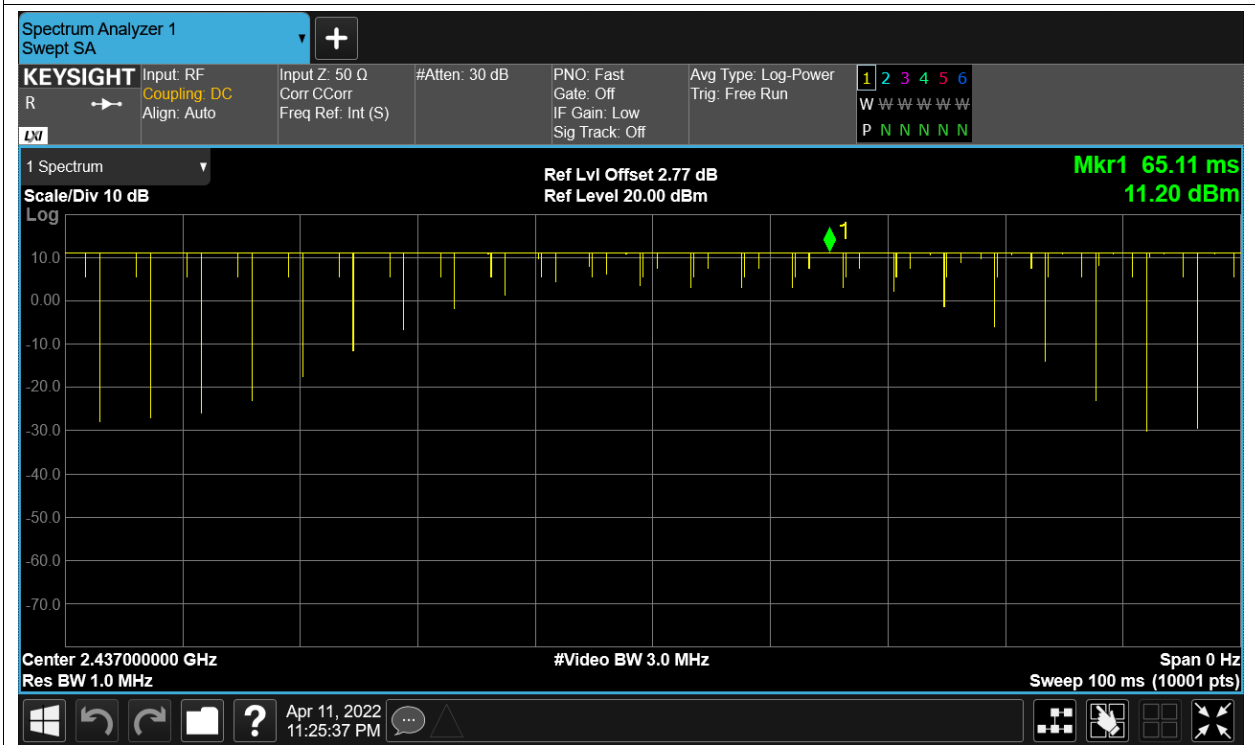 Spectrum Analyzer 1
Swept SA
KEYSIGHT
R
LXI
Input: RF
Coupling: DC
Align: Auto
Input Z: 50 Ω
Corr CCorr
Freq Ref: Int (S)
#Atten: 30 dB
PNO: Fast
Gate: Off
IF Gain: Low
Sig Track: Off
Avg Type: Log-Power
Trig: Free Run
1 2 3 4 5 6
W W W W W W
P N N N N N
1 Spectrum
Scale/Div 10 dB
Ref Lvl Offset 2.77 dB
Ref Level 20.00 dBm
Mkr1 65.11 ms
11.20 dBm
Log
1
10.0
0.00
-10.0
-20.0
-30.0
-40.0
-50.0
-60.0
-70.0
Center 2.437000000 GHz
#Video BW 3.0 MHz
Span 0 Hz
Res BW 1.0 MHz
Sweep 100 ms (10001 pts)
?
Apr 11, 2022
11:25:37 PM